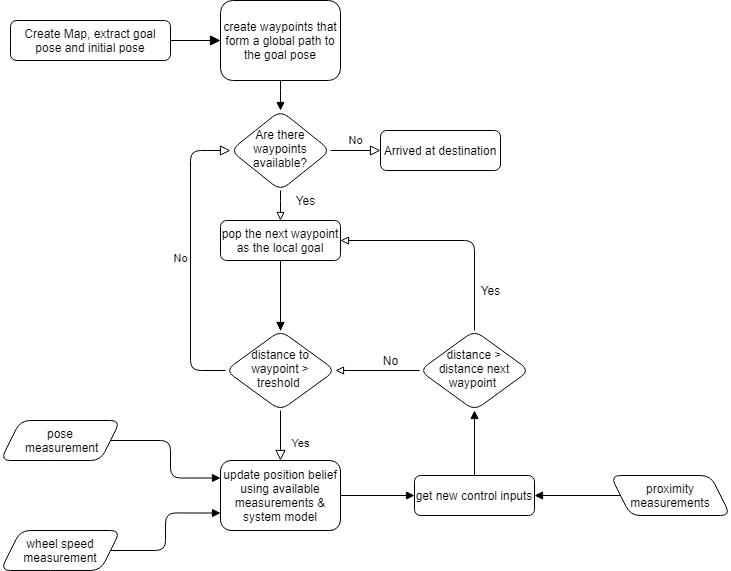 Create Map, extract goal
pose and initial pose
create waypoints that
form a global path to
the goal pose
Are there
waypoints
available?
No
Arrived at destination
Yes
pop the next waypoint
as the local goal
No
Yes
distance to
waypoint >
treshold
No
distance >
distance next
waypoint
pose
measurement
Yes
update position belief
using available
measurements &
system model
get new control inputs
proximity
measurements
wheel speed
measurement